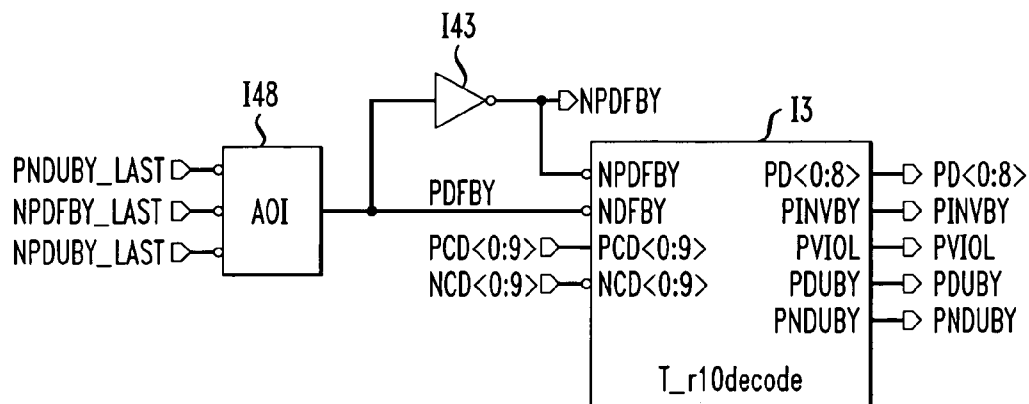 I43
I48
NPDFBY
I3
PNDUBY_LAST
NPDFBY_LAST
NPDUBY_LAST
AOI
PDFBY
PCD<0:9>
NCD<0:9>
NPDFBY
NDFBY
PCD<0:9>
NCD<0:9>
PD<0:8>
PINVBY
PVIOL
PDUBY
PNDUBY
PD<0:8>
PINVBY
PVIOL
PDUBY
PNDUBY
T_r10decode